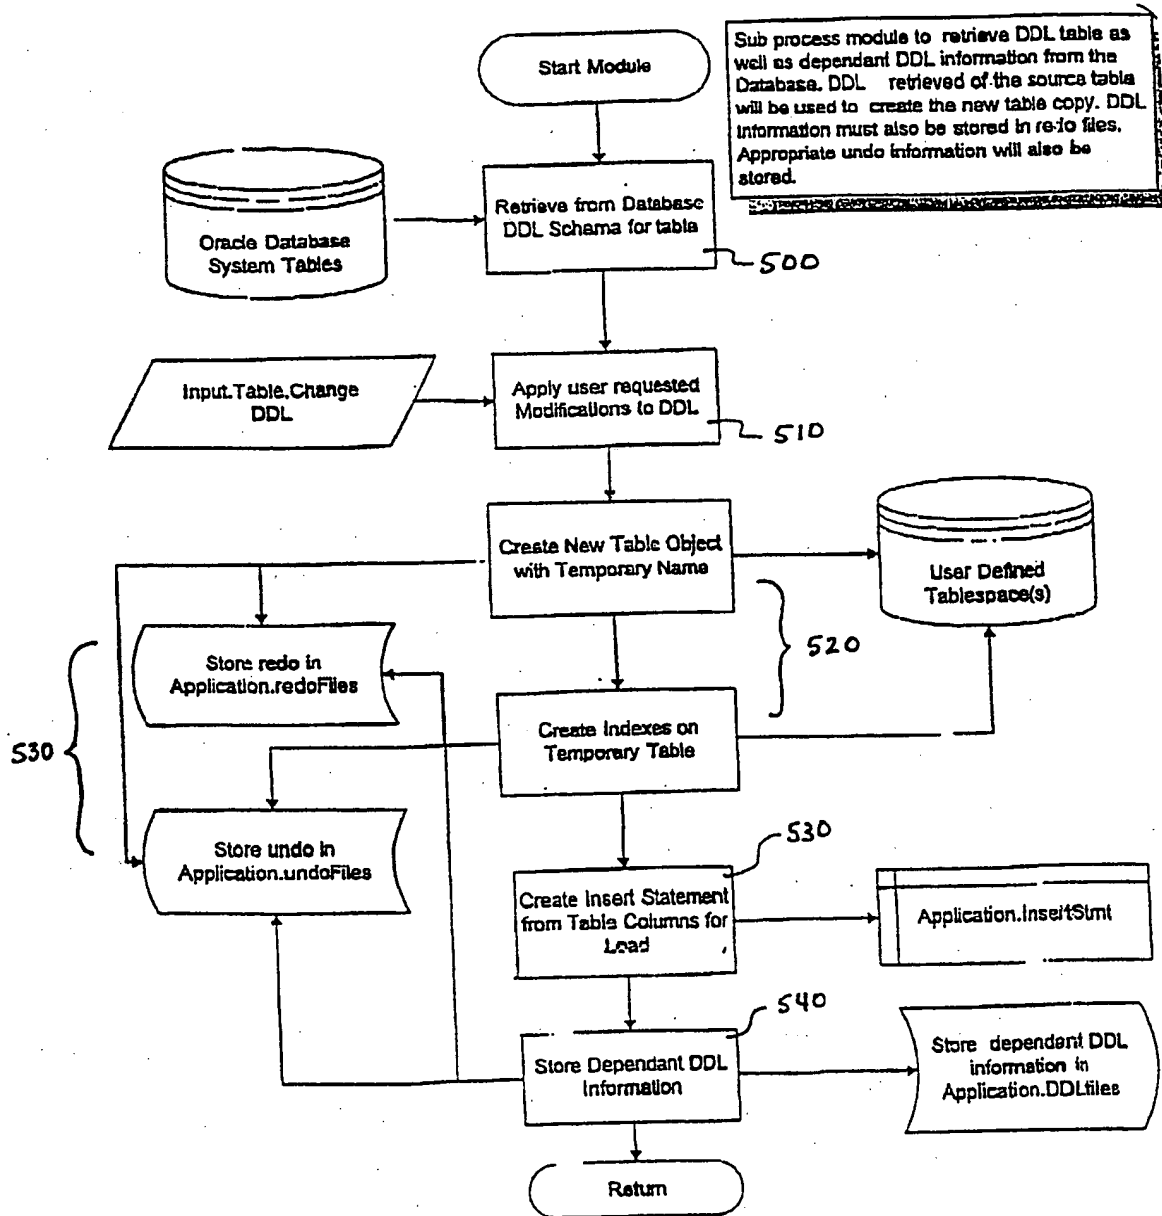 Start Module
Sub process module to retrieve DDL table as
well as dependant DDL information from the
Database. DDL retrieved of the source table
will be used to create the new table copy. DDL
information must also be stored in redo files.
Appropriate undo information will also be
stored.
Oracle Database
System Tables
Retrieve from Database
DDL Schema for table
500
Input.Table.Change
DDL
Apply user requested
Modifications to DDL
510
Create New Table Object
with Temporary Name
User Defined
Tablespace(s)
520
Store redo in
Application.redoFiles
530
Create Indexes on
Temporary Table
Store undo in
Application.undoFiles
530
Create Insert Statement
from Table Columns for
Load
Application.InsertStmt
540
Store Dependant DDL
Information
Store dependant DDL
information in
Application.DDLfiles
Return